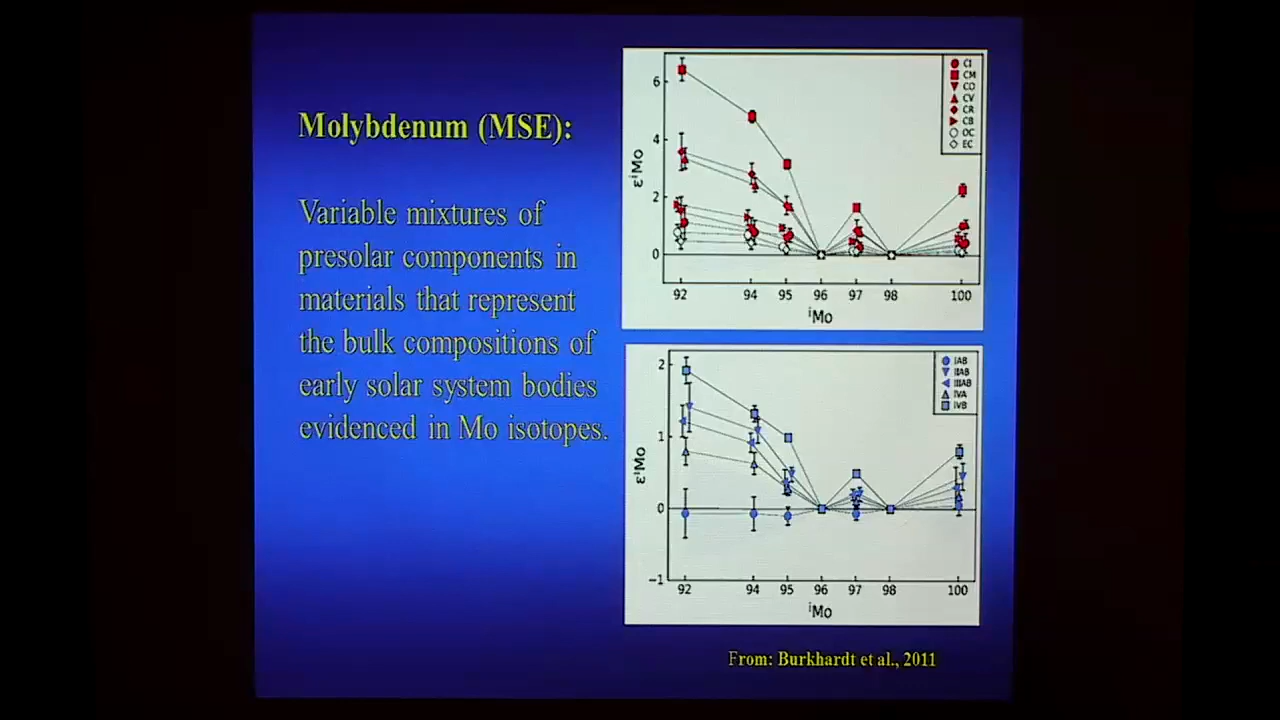 Molybdenum (MSE):
Variable mixtures of
presolar components in
materials that represent
the bulk compositions of
early solar system bodies
evidenced in Mo isotopes.
6
4
2
0
εⁱMo
92 94 95 96 97 98 100
ⁱMo
CI
CM
CO
CV
CR
CB
OC
EC
2
1
0
−1
εⁱMo
92 94 95 96 97 98 100
ⁱMo
IAB
IIAB
IIIAB
IVA
IVB
From: Burkhardt et al., 2011